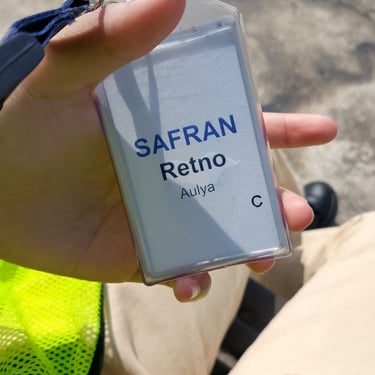 SAFRAN
Retno
Aulya
C